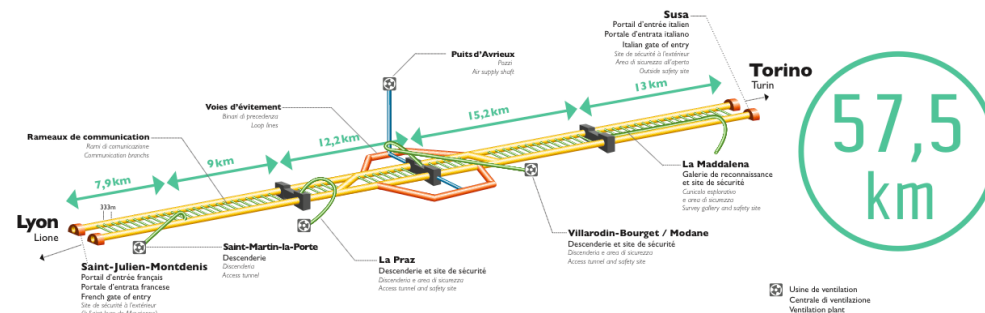 Susa
Portail d'entrée italien
Portale d'entrata italiano
Italian gate of entry
Site de sécurité à l'extérieur
Area di sicurezza all'aperto
Outside safety site
Torino
Turin
Puits d'Avrieux
Pozzi
Air supply shaft
Voies d'évitement
Binari di precedenza
Loop lines
Rameaux de communication
Rami di comunicazione
Communication branchs
7,9 km
9 km
12,2 km
15,2 km
13 km
333m
Lyon
Lione
Saint-Julien-Montdenis
Portail d'entrée français
Portale d'entrata francese
French gate of entry
Site de sécurité à l'extérieur
Saint-Martin-la-Porte
Descenderie
Discenderia
Access tunnel
La Praz
Descenderie et site de sécurité
Discenderia e area di sicurezza
Access tunnel and safety site
Villarodin-Bourget / Modane
Descenderie et site de sécurité
Discenderia e area di sicurezza
Access tunnel and safety site
La Maddalena
Galerie de reconnaissance
et site de sécurité
Cunicolo esplorativo
e area di sicurezza
Survey gallery and safety site
57,5
km
Usine de ventilation
Centrale di ventilazione
Ventilation plant